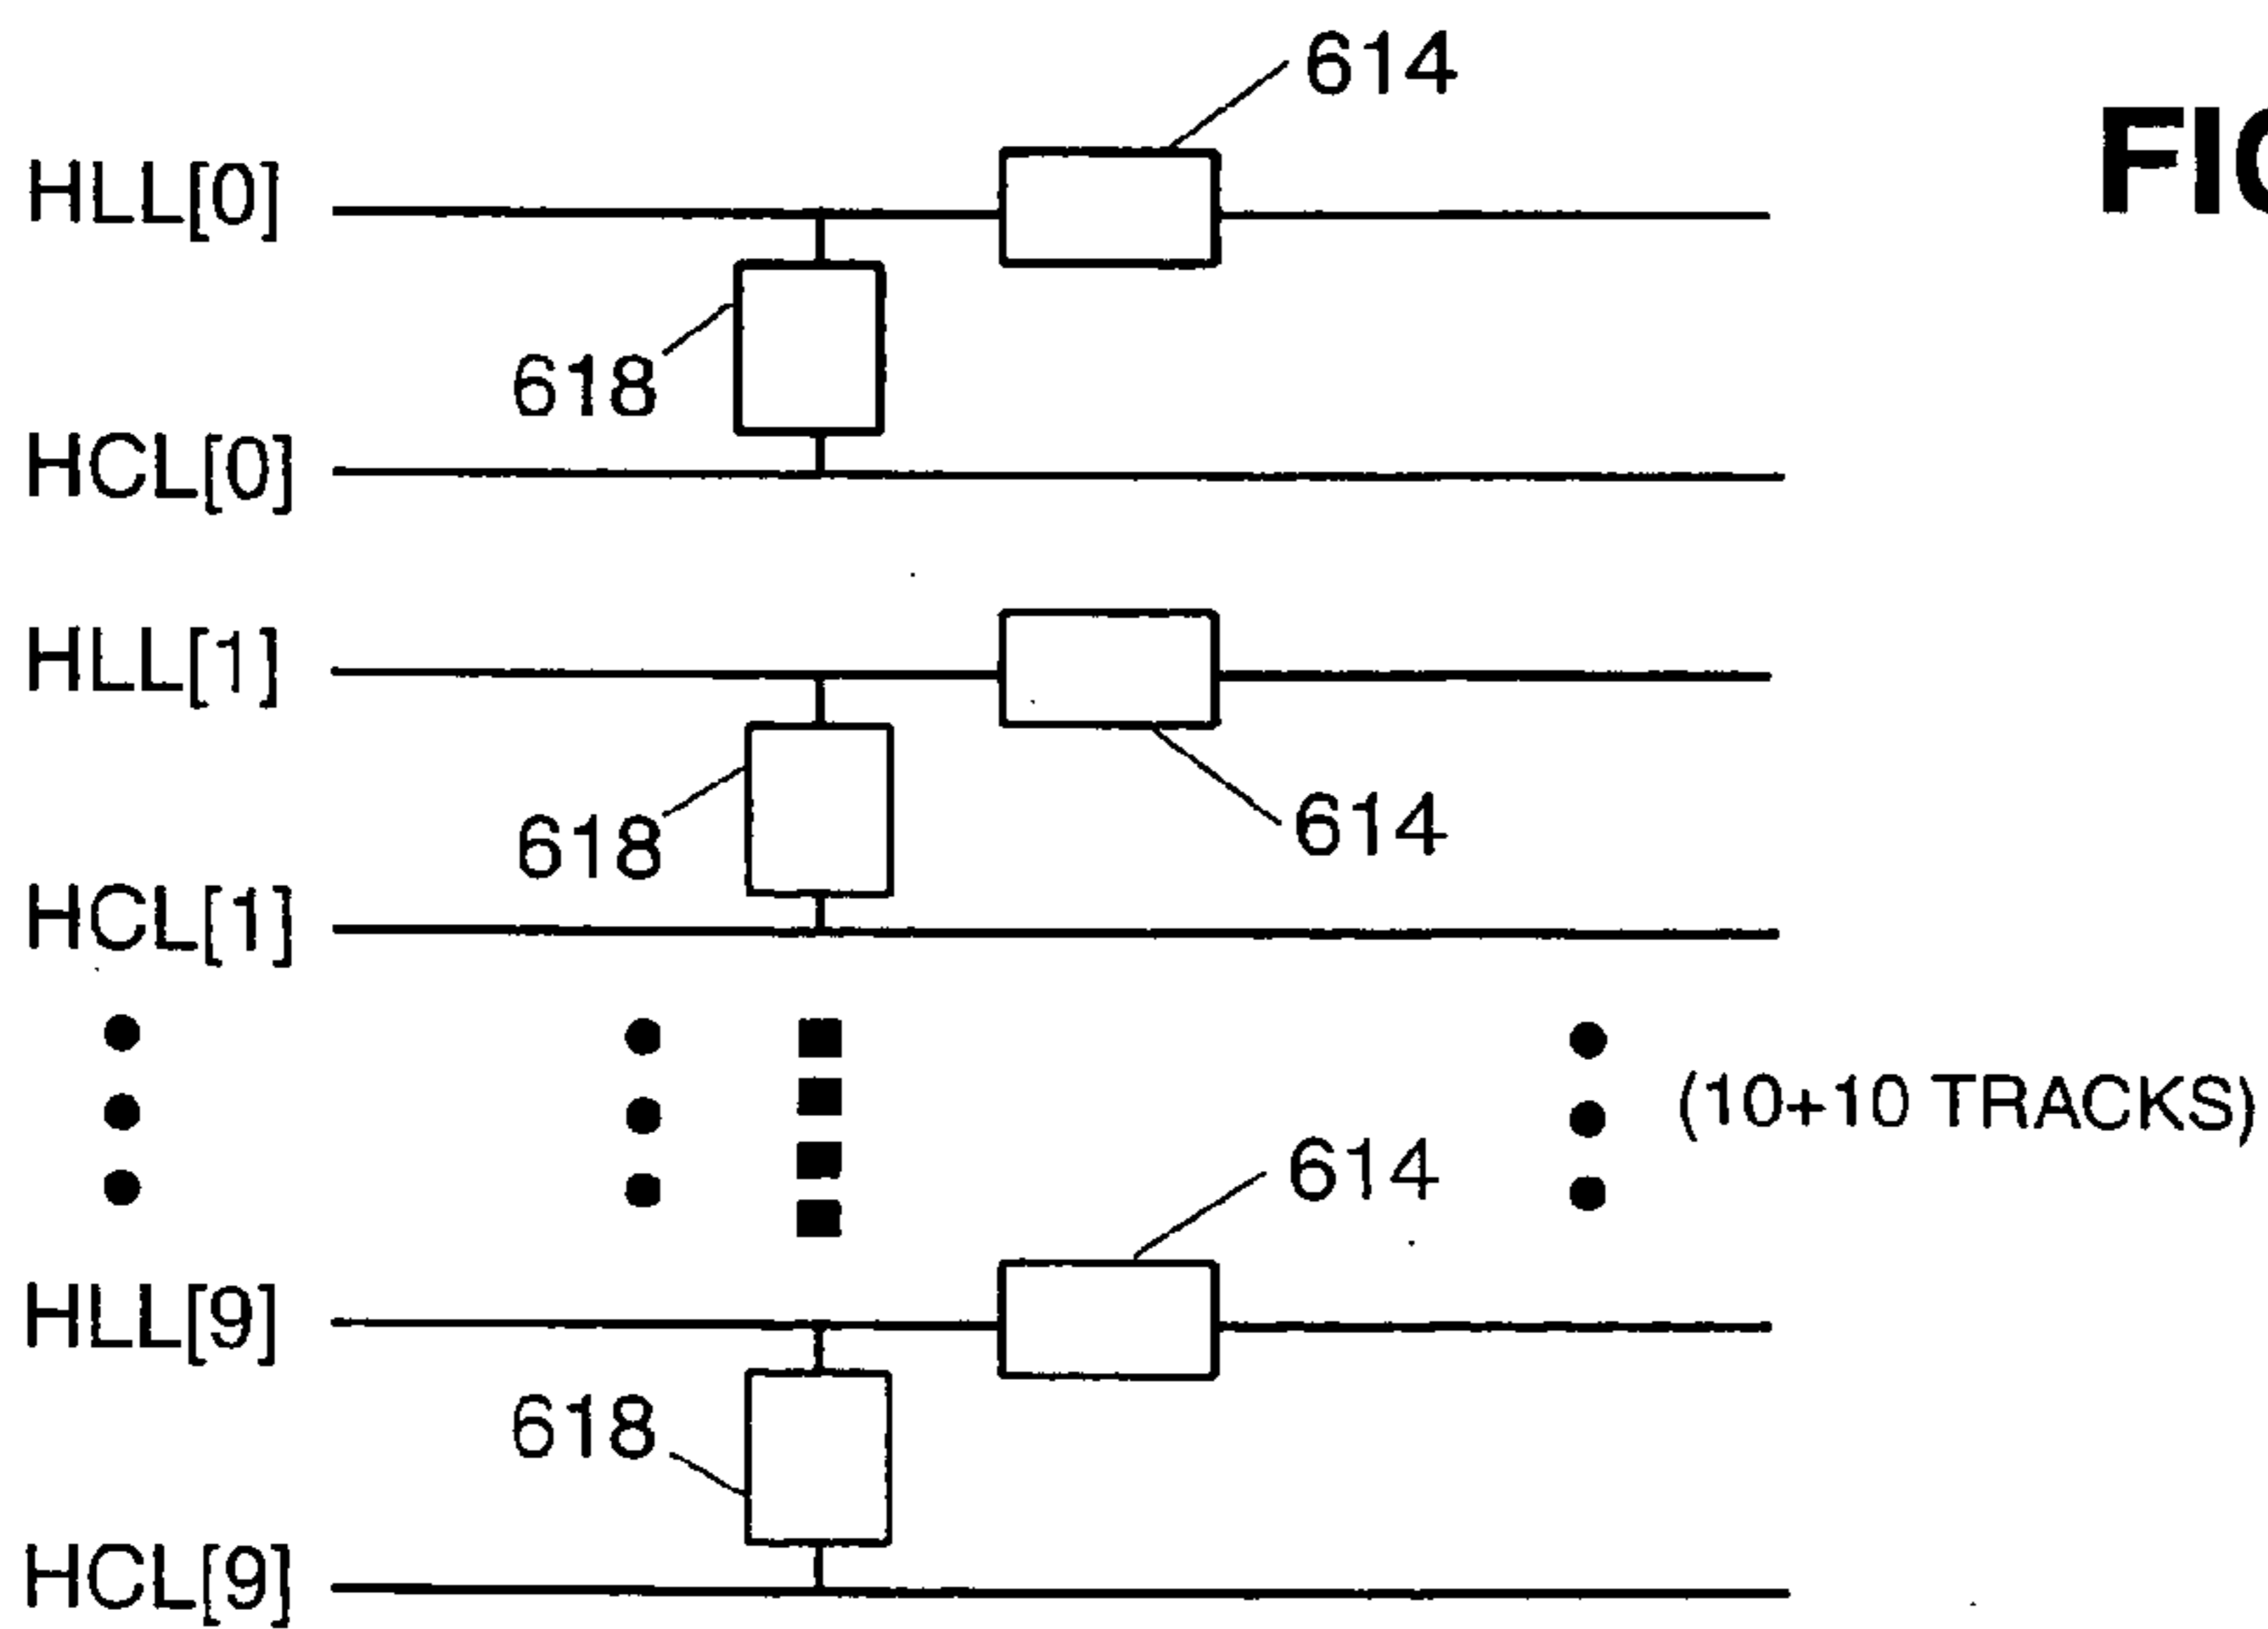 614
FIG
HLL[0]
618
HCL[0]
HLL[1]
614
618
HCL[1]
(10+10 TRACKS)
614
HLL[9]
618
HCL[9]